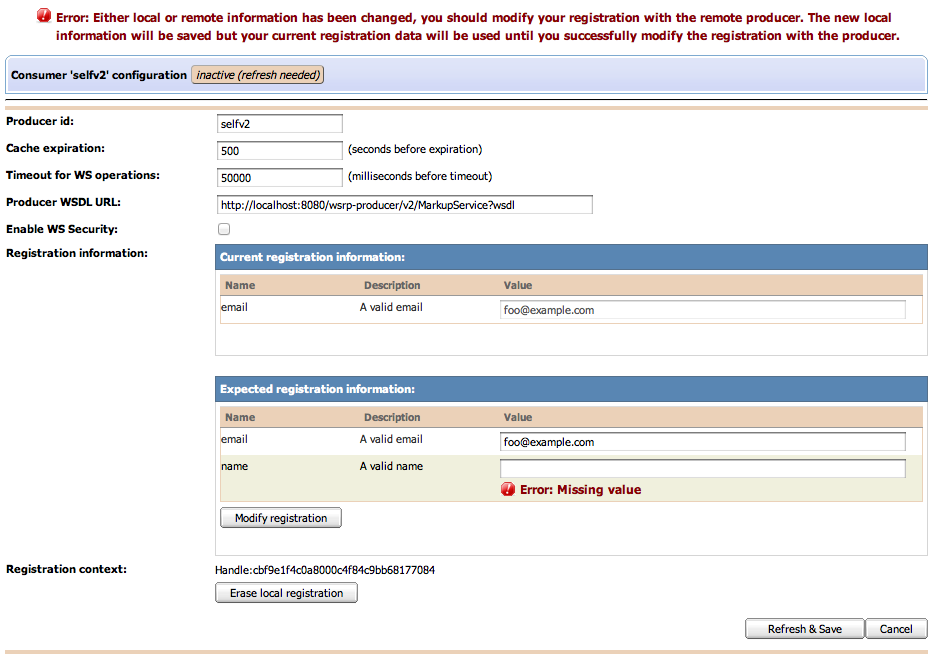 Error: Either local or remote information has been changed, you should modify your registration with the remote producer. The new local
information will be saved but your current registration data will be used until you successfully modify the registration with the producer.
Consumer 'selfv2' configuration inactive (refresh needed)
Producer id: selfv2
Cache expiration: 500 (seconds before expiration)
Timeout for WS operations: 50000 (milliseconds before timeout)
Producer WSDL URL: http://localhost:8080/wsrp-producer/v2/MarkupService?wsdl
Enable WS Security:
Registration information: Current registration information:
Name Description Value
email A valid email foo@example.com
Expected registration information:
Name Description Value
email A valid email foo@example.com
name A valid name
Error: Missing value
Modify registration
Registration context: Handle:cbf9e1f4c0a8000c4f84c9bb68177084
Erase local registration
Refresh & Save Cancel